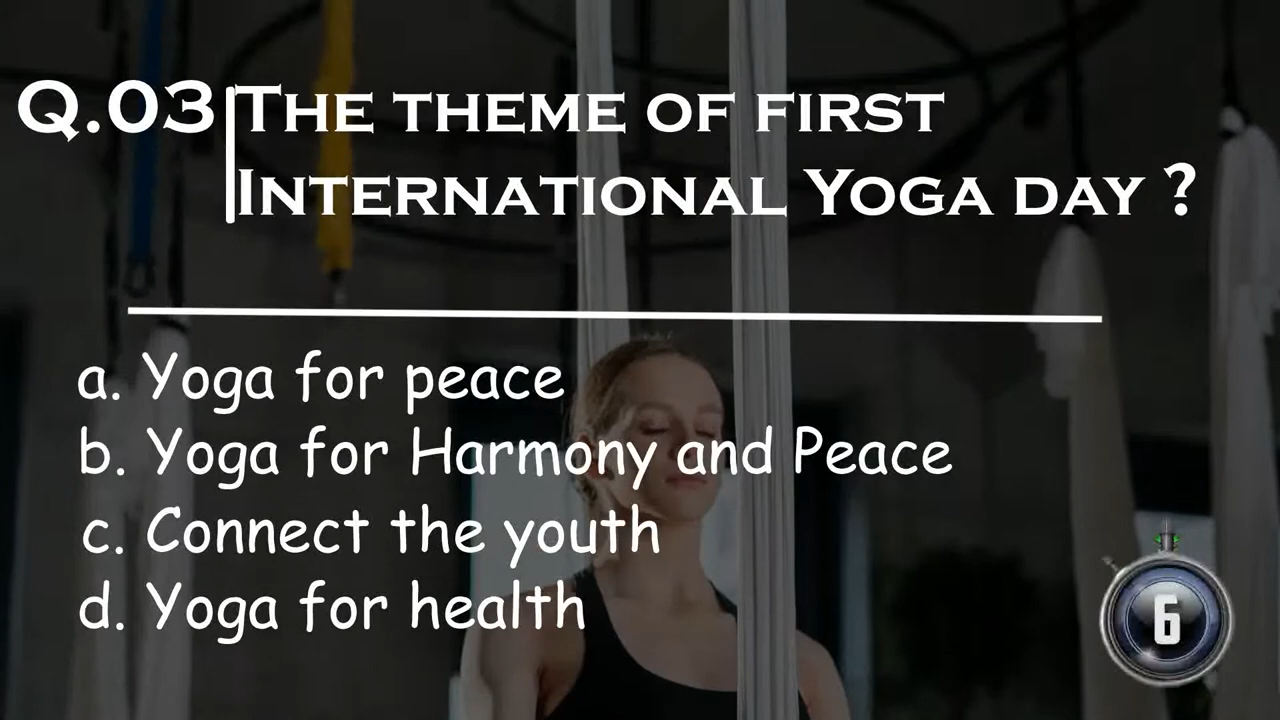 Q.03 The theme of first
International Yoga day ?
a. Yoga for peace
b. Yoga for Harmony and Peace
c. Connect the youth
d. Yoga for health
6